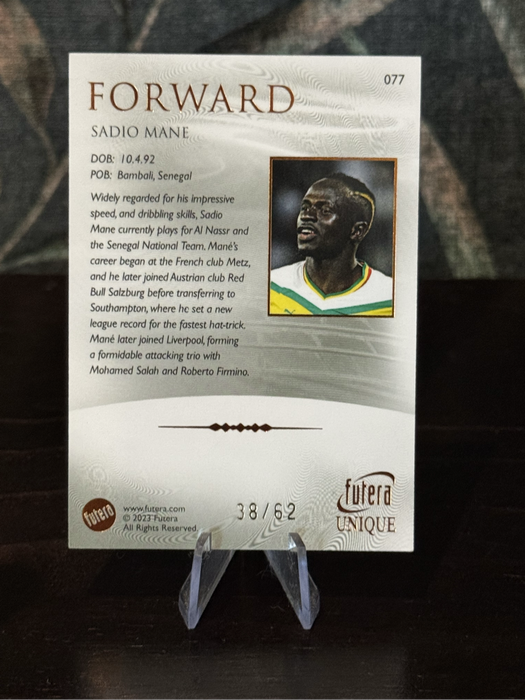 077
FORWARD
SADIO MANE
DOB: 10.4.92
POB: Bambali, Senegal
Widely regarded for his impressive
speed, and dribbling skills, Sadio
Mane currently plays for Al Nassr and
the Senegal National Team. Mané's
career began at the French club Metz,
and he later joined Austrian club Red
Bull Salzburg before transferring to
Southampton, where he set a new
league record for the fastest hat-trick.
Mané later joined Liverpool, forming
a formidable attacking trio with
Mohamed Salah and Roberto Firmino.
futera
www.futera.com
© 2023 Futera
All Rights Reserved
38/62
futera
UNIQUE